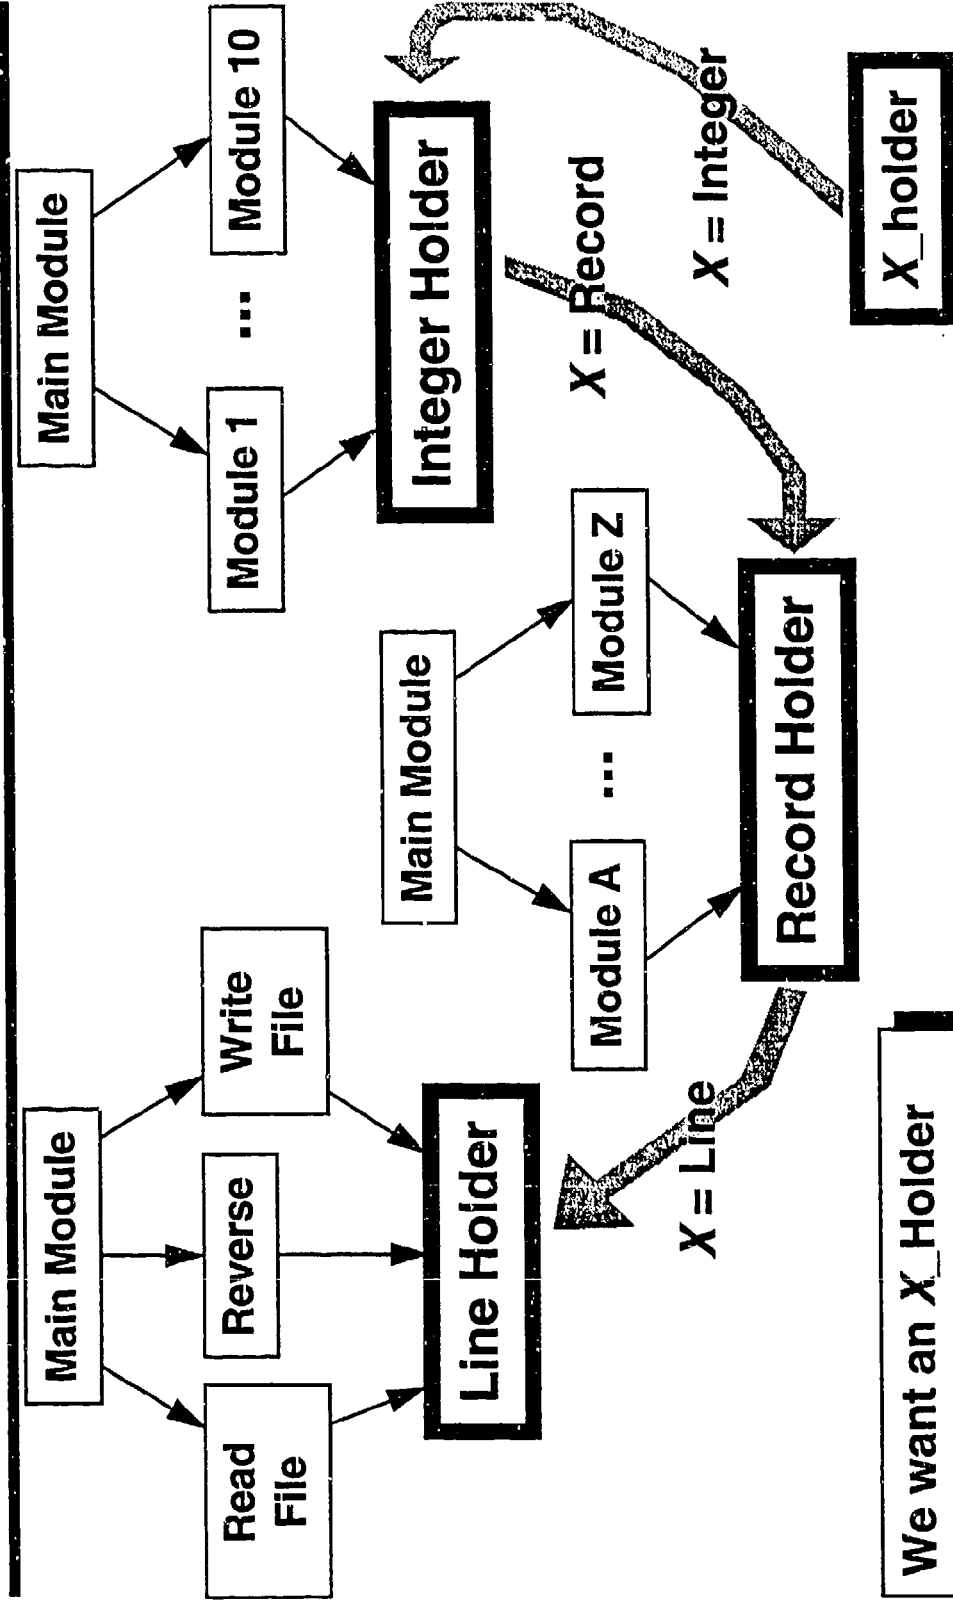 Main Module
Read
File
Reverse
Write
File
Line Holder
Main Module
Module A
...
Module Z
Record Holder
Main Module
Module 1
...
Module 10
Integer Holder
X = Line
X = Record
X = Integer
We want an X_Holder
X_holder